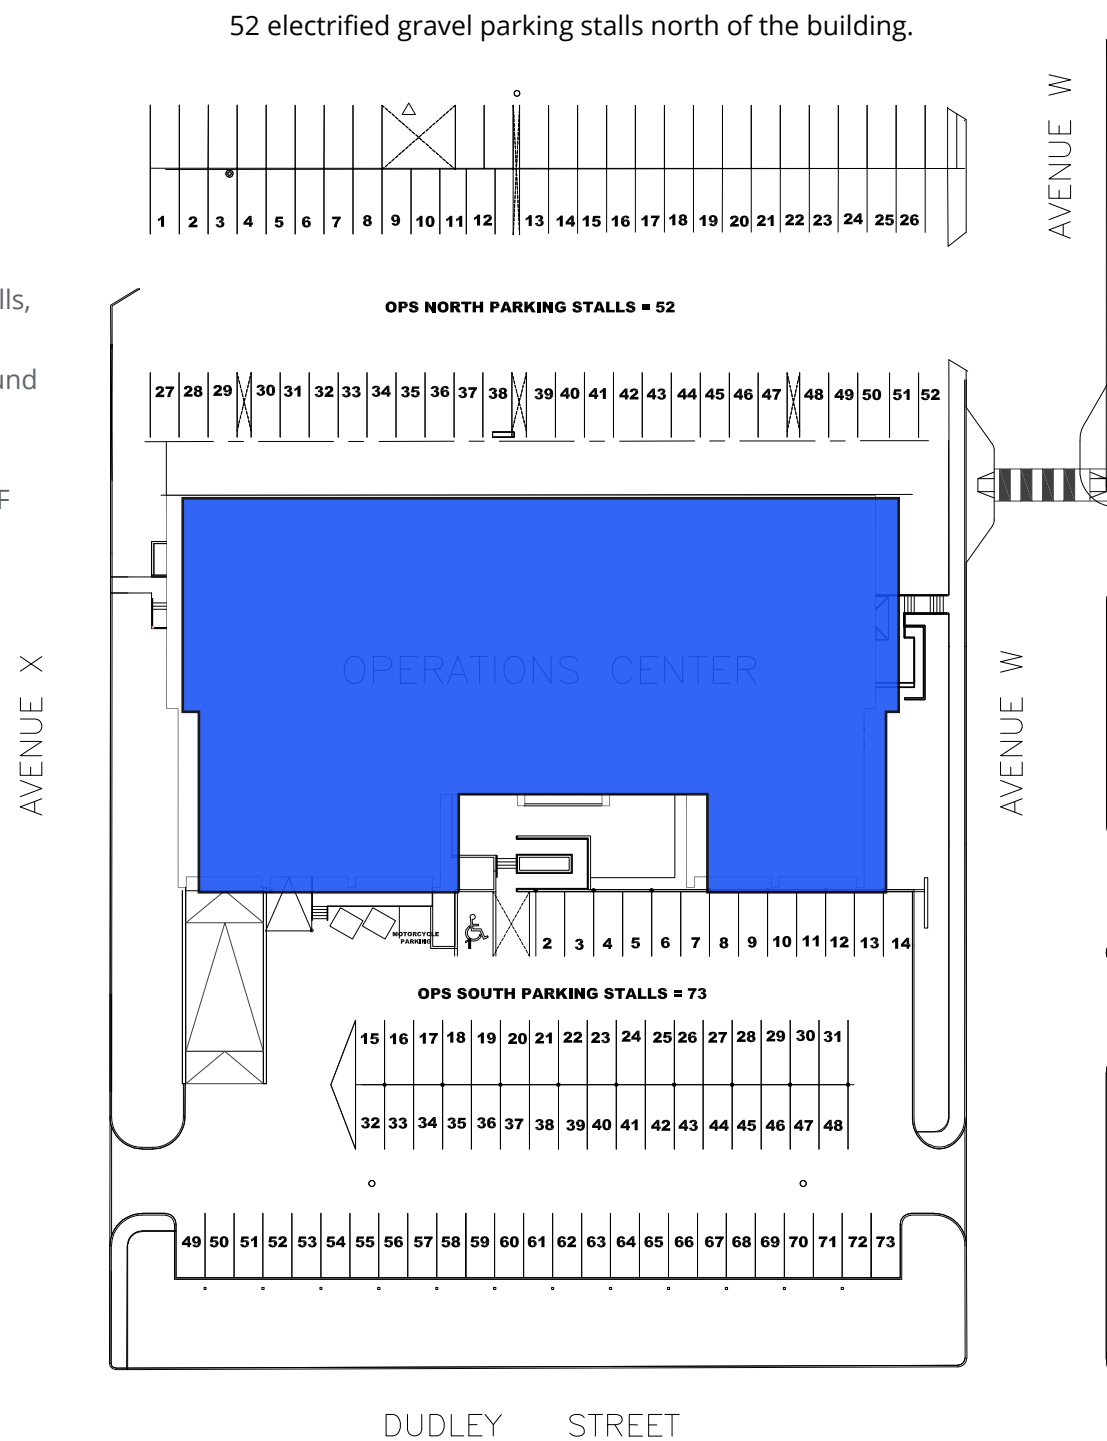 52 electrified gravel parking stalls north of the building.
AVENUE W
1 2 3 4 5 6 7 8 9 10 11 12 13 14 15 16 17 18 19 20 21 22 23 24 25 26
lls,
OPS NORTH PARKING STALLS = 52
und
27 28 29 30 31 32 33 34 35 36 37 38 39 40 41 42 43 44 45 46 47 48 49 50 51 52
F
OPERATIONS CENTER
AVENUE X
AVENUE W
MOTORCYCLE
PARKING
2 3 4 5 6 7 8 9 10 11 12 13 14
OPS SOUTH PARKING STALLS = 73
15 16 17 18 19 20 21 22 23 24 25 26 27 28 29 30 31
32 33 34 35 36 37 38 39 40 41 42 43 44 45 46 47 48
49 50 51 52 53 54 55 56 57 58 59 60 61 62 63 64 65 66 67 68 69 70 71 72 73
DUDLEY STREET